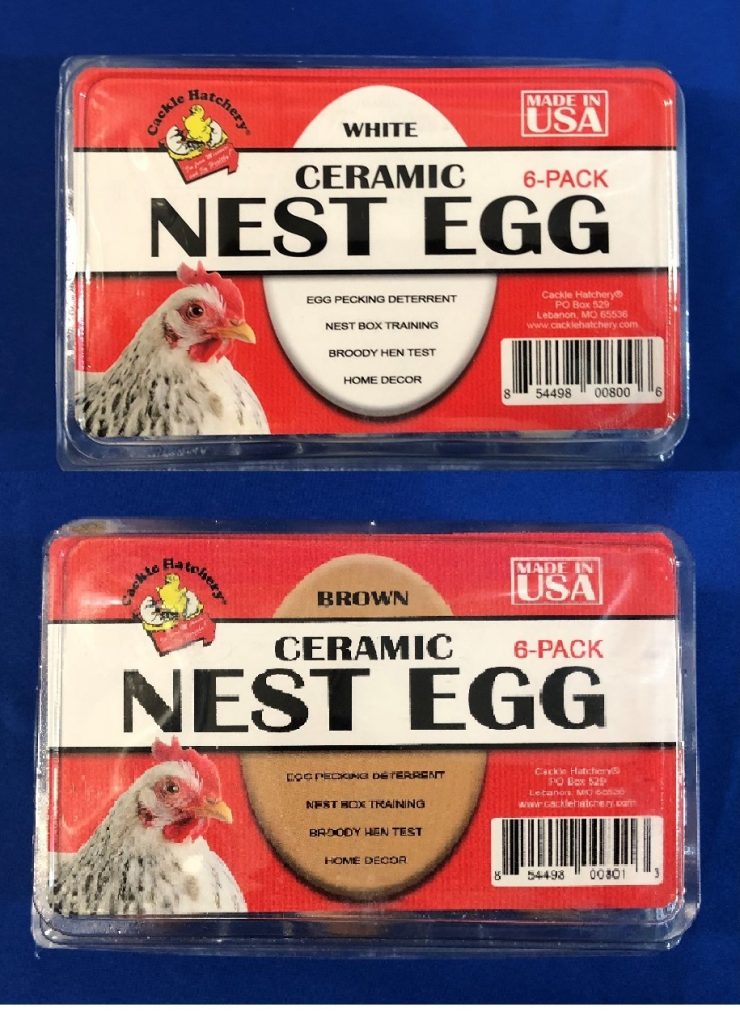 Cackle Hatchery®
WHITE
MADE IN
USA
CERAMIC
6-PACK
NEST EGG
EGG PECKING DETERRENT
NEST BOX TRAINING
BROODY HEN TEST
HOME DECOR
Cackle Hatchery®
PO Box 529
Lebanon, MO 65536
www.cacklehatchery.com
8 54498 00800 6
Cackle Hatchery®
BROWN
MADE IN
USA
CERAMIC
6-PACK
NEST EGG
EGG PECKING DETERRENT
NEST BOX TRAINING
BROODY HEN TEST
HOME DECOR
Cackle Hatchery®
PO Box 529
Lebanon, MO 65536
www.cacklehatchery.com
8 54498 00801 3